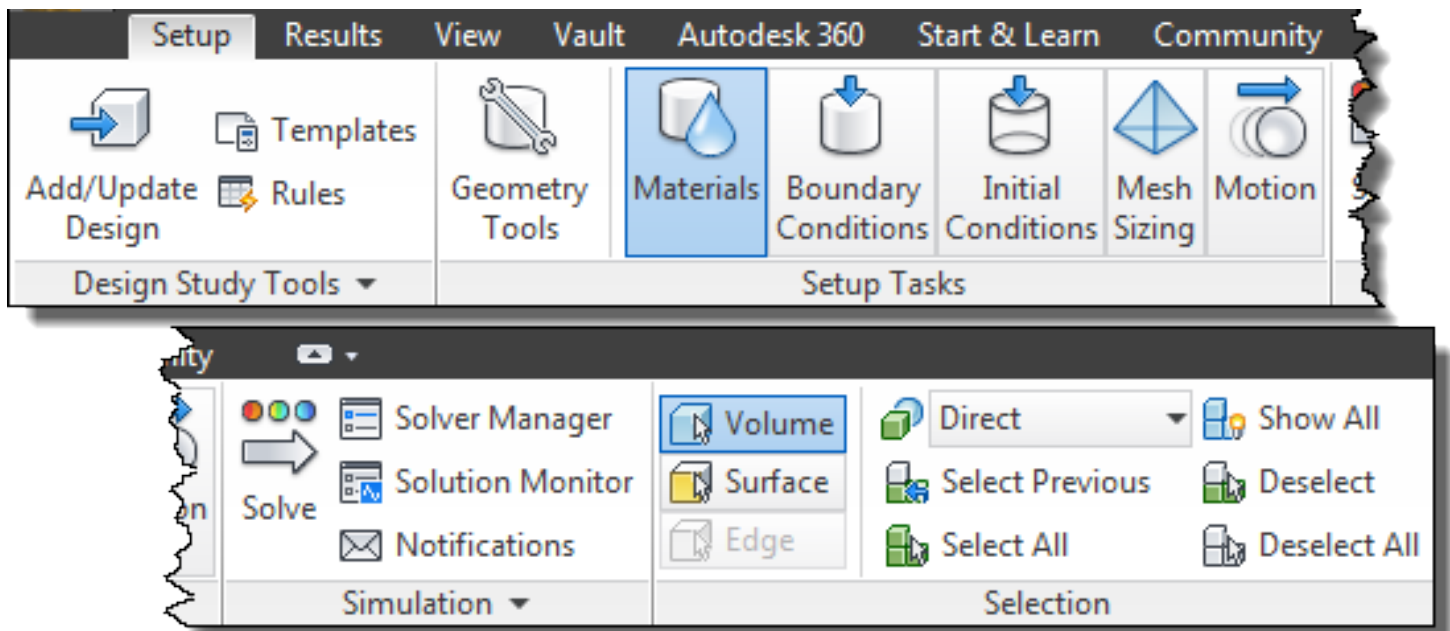 Setup Results View Vault Autodesk 360 Start & Learn Community
Templates
Add/Update Design
Rules
Geometry Tools
Materials
Boundary Conditions
Initial Conditions
Mesh Sizing
Motion
Design Study Tools
Setup Tasks
Solver Manager
Volume
Direct
Show All
Solve
Solution Monitor
Surface
Select Previous
Deselect
Notifications
Edge
Select All
Deselect All
Simulation
Selection